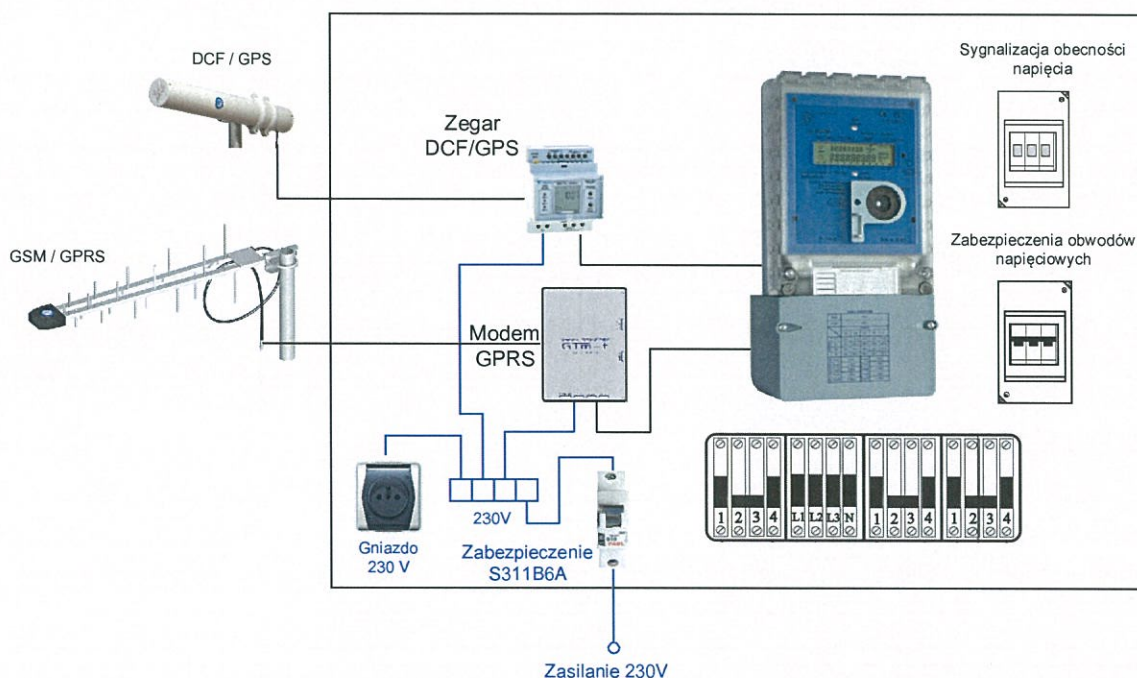 DCF / GPS
GSM / GPRS
Zegar
DCF/GPS
Modem
GPRS
Sygnalizacja obecności
napięcia
Zabezpieczenia obwodów
napięciowych
1 2 3 4 L1 L2 L3 N 1 2 3 4 1 2 3 4
230V
Gniazdo
230 V
Zabezpieczenie
S311B6A
Zasilanie 230V